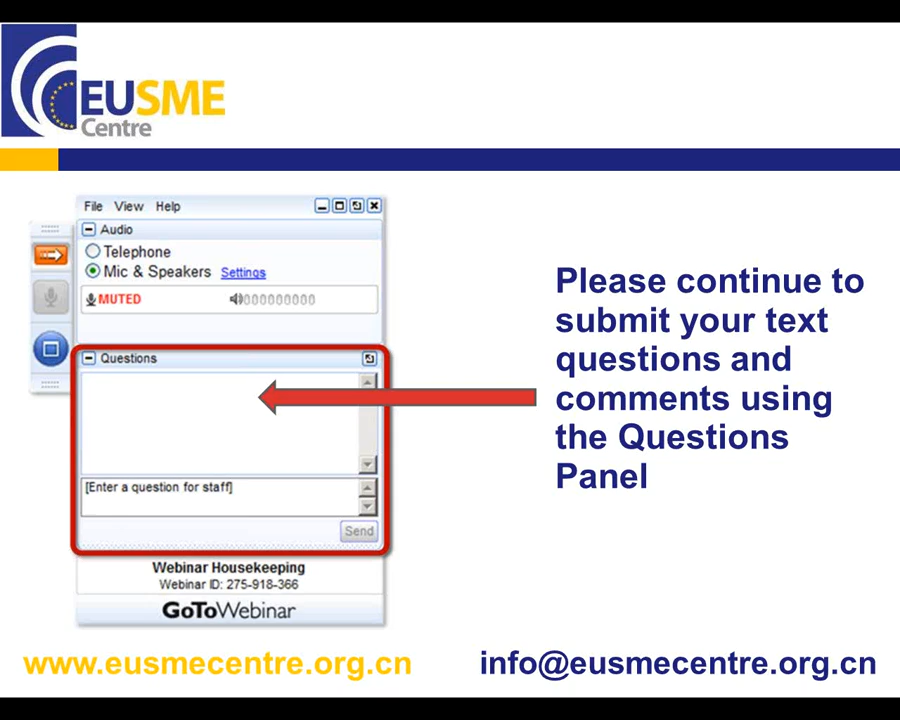 EUSME
Centre
File View Help
Audio
Telephone
Mic & Speakers Settings
MUTED 000000000
Questions
[Enter a question for staff]
Send
Webinar Housekeeping
Webinar ID: 275-918-366
GoToWebinar
Please continue to
submit your text
questions and
comments using
the Questions
Panel
www.eusmecentre.org.cn
info@eusmecentre.org.cn